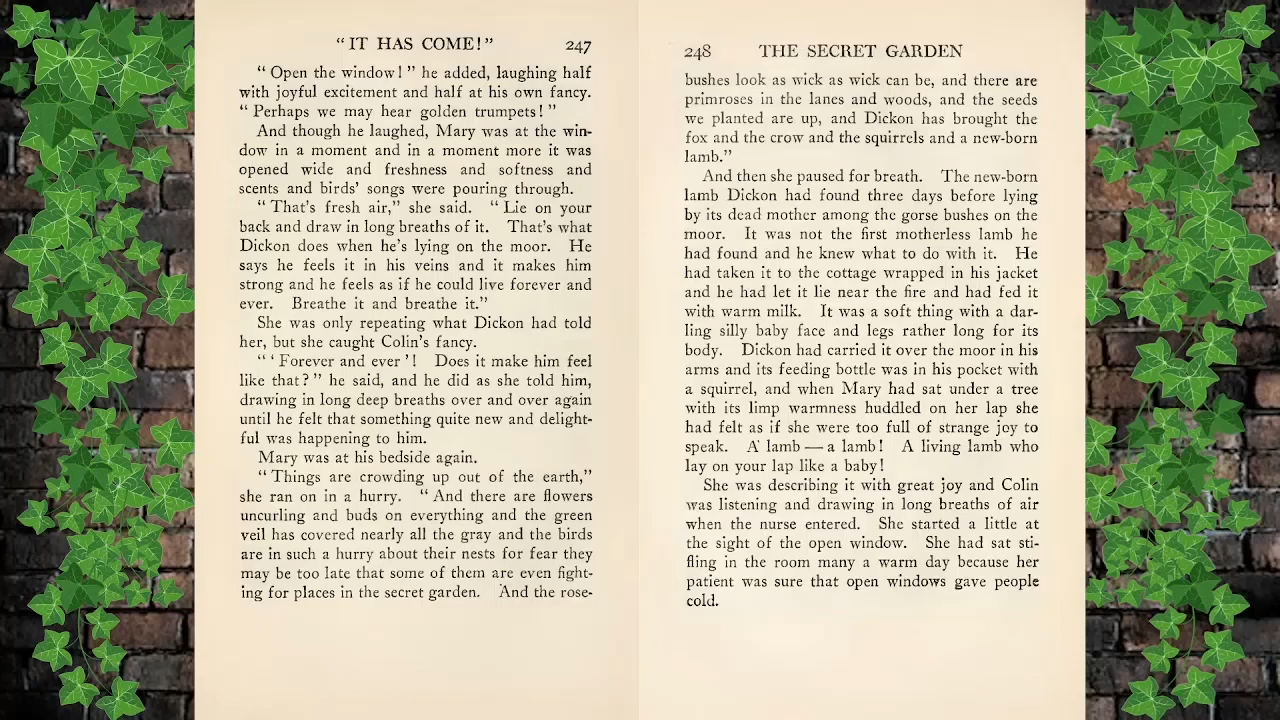 "IT HAS COME!" 247
"Open the window!" he added, laughing half
with joyful excitement and half at his own fancy.
"Perhaps we may hear golden trumpets!"
And though he laughed, Mary was at the win-
dow in a moment and in a moment more it was
opened wide and freshness and softness and
scents and birds' songs were pouring through.
"That's fresh air," she said. "Lie on your
back and draw in long breaths of it. That's what
Dickon does when he's lying on the moor. He
says he feels it in his veins and it makes him
strong and he feels as if he could live forever and
ever. Breathe it and breathe it."
She was only repeating what Dickon had told
her, but she caught Colin's fancy.
"'Forever and ever'! Does it make him feel
like that?" he said, and he did as she told him,
drawing in long deep breaths over and over again
until he felt that something quite new and delight-
ful was happening to him.
Mary was at his bedside again.
"Things are crowding up out of the earth,"
she ran on in a hurry. "And there are flowers
uncurling and buds on everything and the green
veil has covered nearly all the gray and the birds
are in such a hurry about their nests for fear they
may be too late that some of them are even fight-
ing for places in the secret garden. And the rose-
248 THE SECRET GARDEN
bushes look as wick as wick can be, and there are
primroses in the lanes and woods, and the seeds
we planted are up, and Dickon has brought the
fox and the crow and the squirrels and a new-born
lamb."
And then she paused for breath. The new-born
lamb Dickon had found three days before lying
by its dead mother among the gorse bushes on the
moor. It was not the first motherless lamb he
had found and he knew what to do with it. He
had taken it to the cottage wrapped in his jacket
and he had let it lie near the fire and had fed it
with warm milk. It was a soft thing with a dar-
ling silly baby face and legs rather long for its
body. Dickon had carried it over the moor in his
arms and its feeding bottle was in his pocket with
a squirrel, and when Mary had sat under a tree
with its limp warmness huddled on her lap she
had felt as if she were too full of strange joy to
speak. A lamb — a lamb! A living lamb who
lay on your lap like a baby!
She was describing it with great joy and Colin
was listening and drawing in long breaths of air
when the nurse entered. She started a little at
the sight of the open window. She had sat sti-
fling in the room many a warm day because her
patient was sure that open windows gave people
cold.